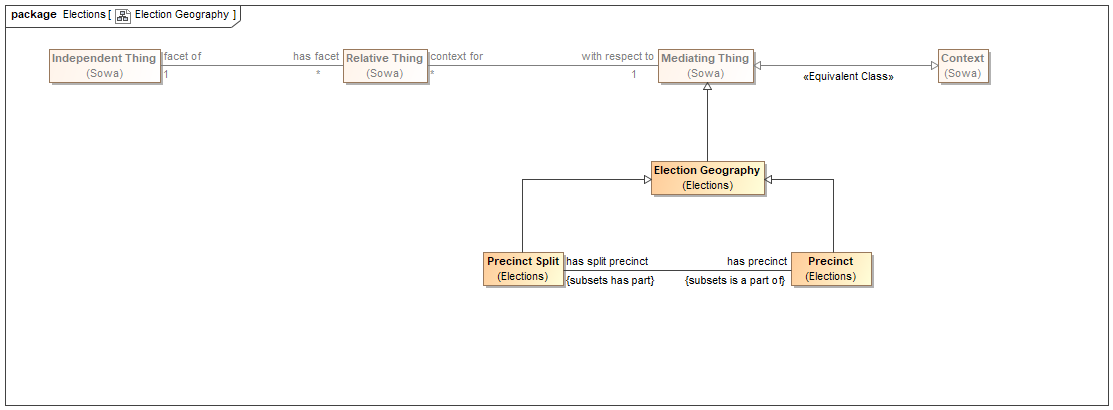 package Elections [ Election Geography ]
Independent Thing
(Sowa)
facet of
1
has facet
*
Relative Thing
(Sowa)
context for
*
with respect to
1
Mediating Thing
(Sowa)
«Equivalent Class»
Context
(Sowa)
Election Geography
(Elections)
Precinct Split
(Elections)
has split precinct
{subsets has part}
has precinct
{subsets is a part of}
Precinct
(Elections)